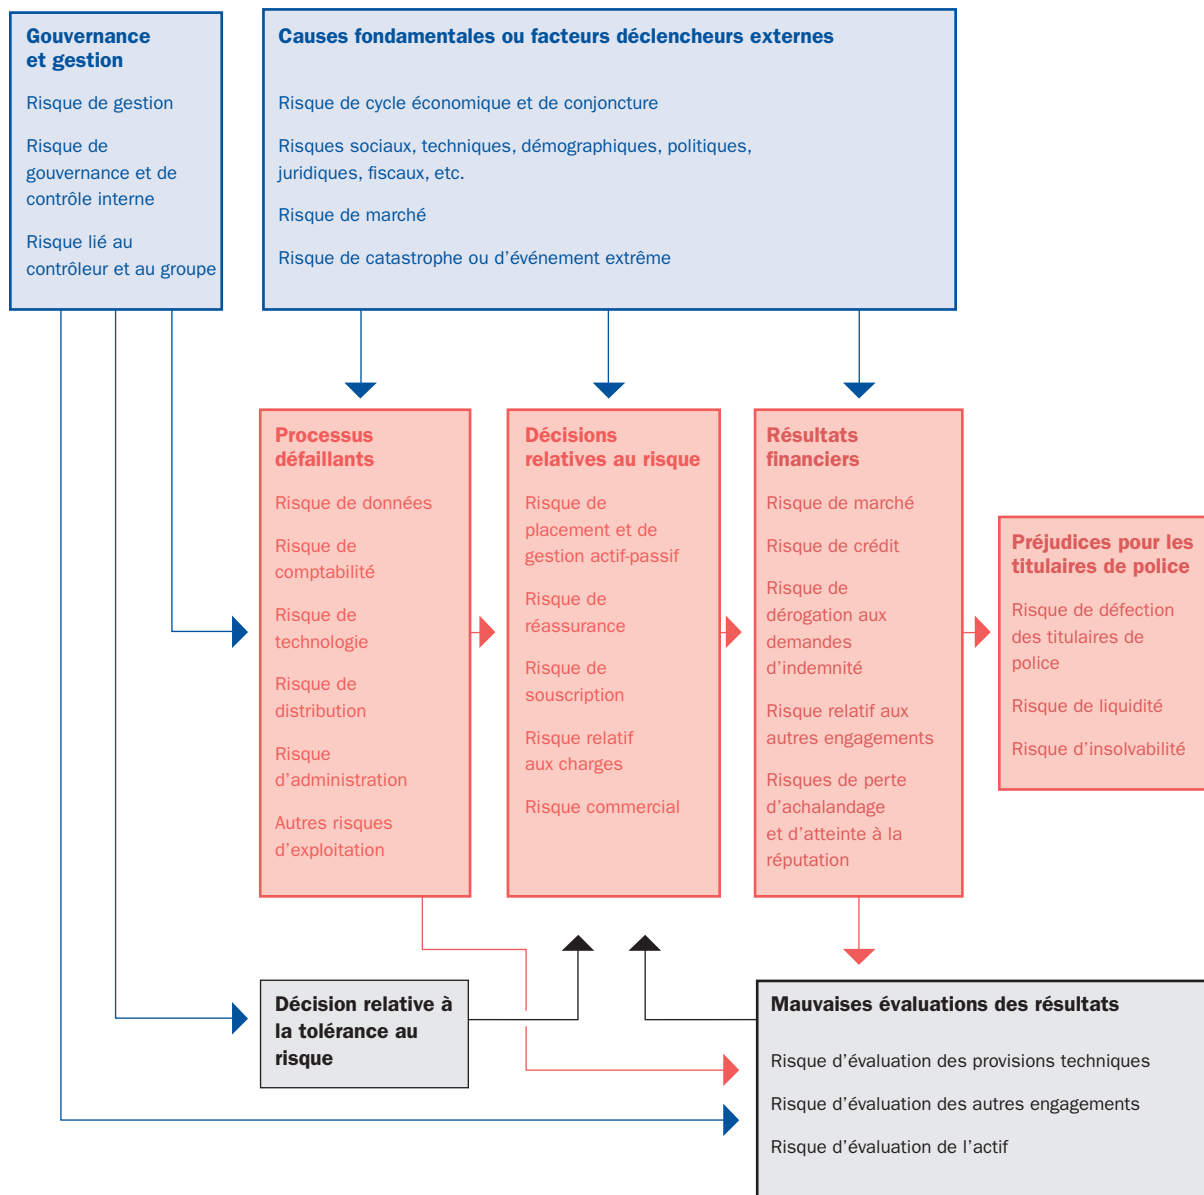 Gouvernance
et gestion
Risque de gestion
Risque de
gouvernance et de
contrôle interne
Risque lié au
contrôleur et au groupe
Causes fondamentales ou facteurs déclencheurs externes
Risque de cycle économique et de conjoncture
Risques sociaux, techniques, démographiques, politiques,
juridiques, fiscaux, etc.
Risque de marché
Risque de catastrophe ou d’événement extrême
Processus
défaillants
Risque de données
Risque de
comptabilité
Risque de
technologie
Risque de
distribution
Risque
d’administration
Autres risques
d’exploitation
Décisions
relatives au risque
Risque de
placement et de
gestion actif-passif
Risque de
réassurance
Risque de
souscription
Risque relatif
aux charges
Risque commercial
Résultats
financiers
Risque de marché
Risque de crédit
Risque de
dérogation aux
demandes
d’indemnité
Risque relatif aux
autres engagements
Risques de perte
d’achalandage
et d’atteinte à la
réputation
Préjudices pour les
titulaires de police
Risque de défection
des titulaires de
police
Risque de liquidité
Risque d’insolvabilité
Décision relative à
la tolérance au
risque
Mauvaises évaluations des résultats
Risque d’évaluation des provisions techniques
Risque d’évaluation des autres engagements
Risque d’évaluation de l’actif